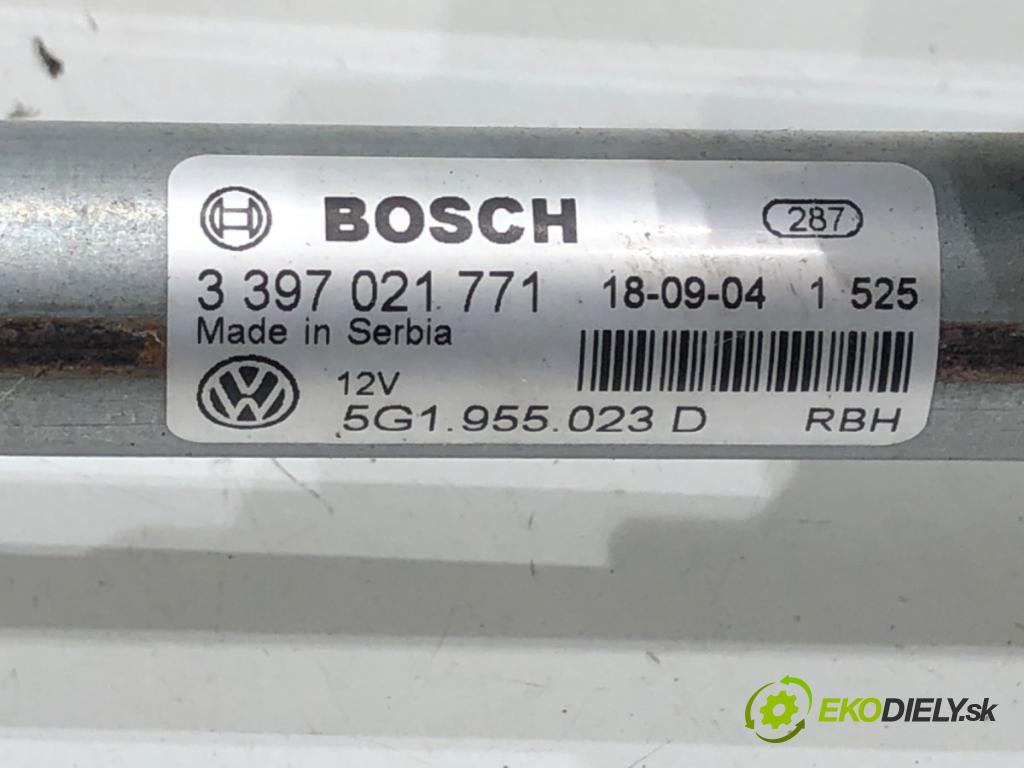 BOSCH 287
3 397 021 771 18-09-04 1 525
Made in Serbia
12V
5G1.955.023 D RBH
EKODIELY.sk